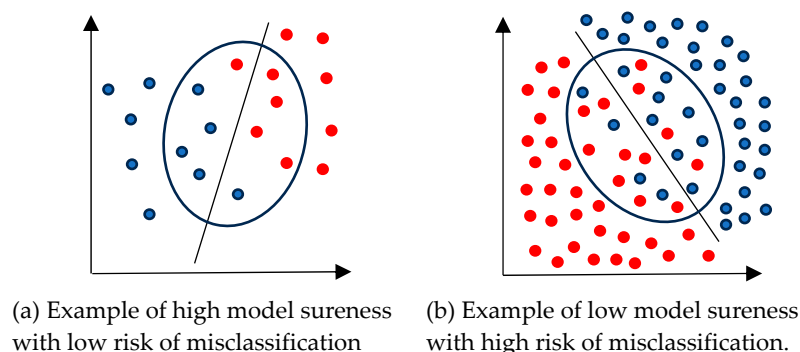 (a) Example of high model sureness
with low risk of misclassification
(b) Example of low model sureness
with high risk of misclassification.